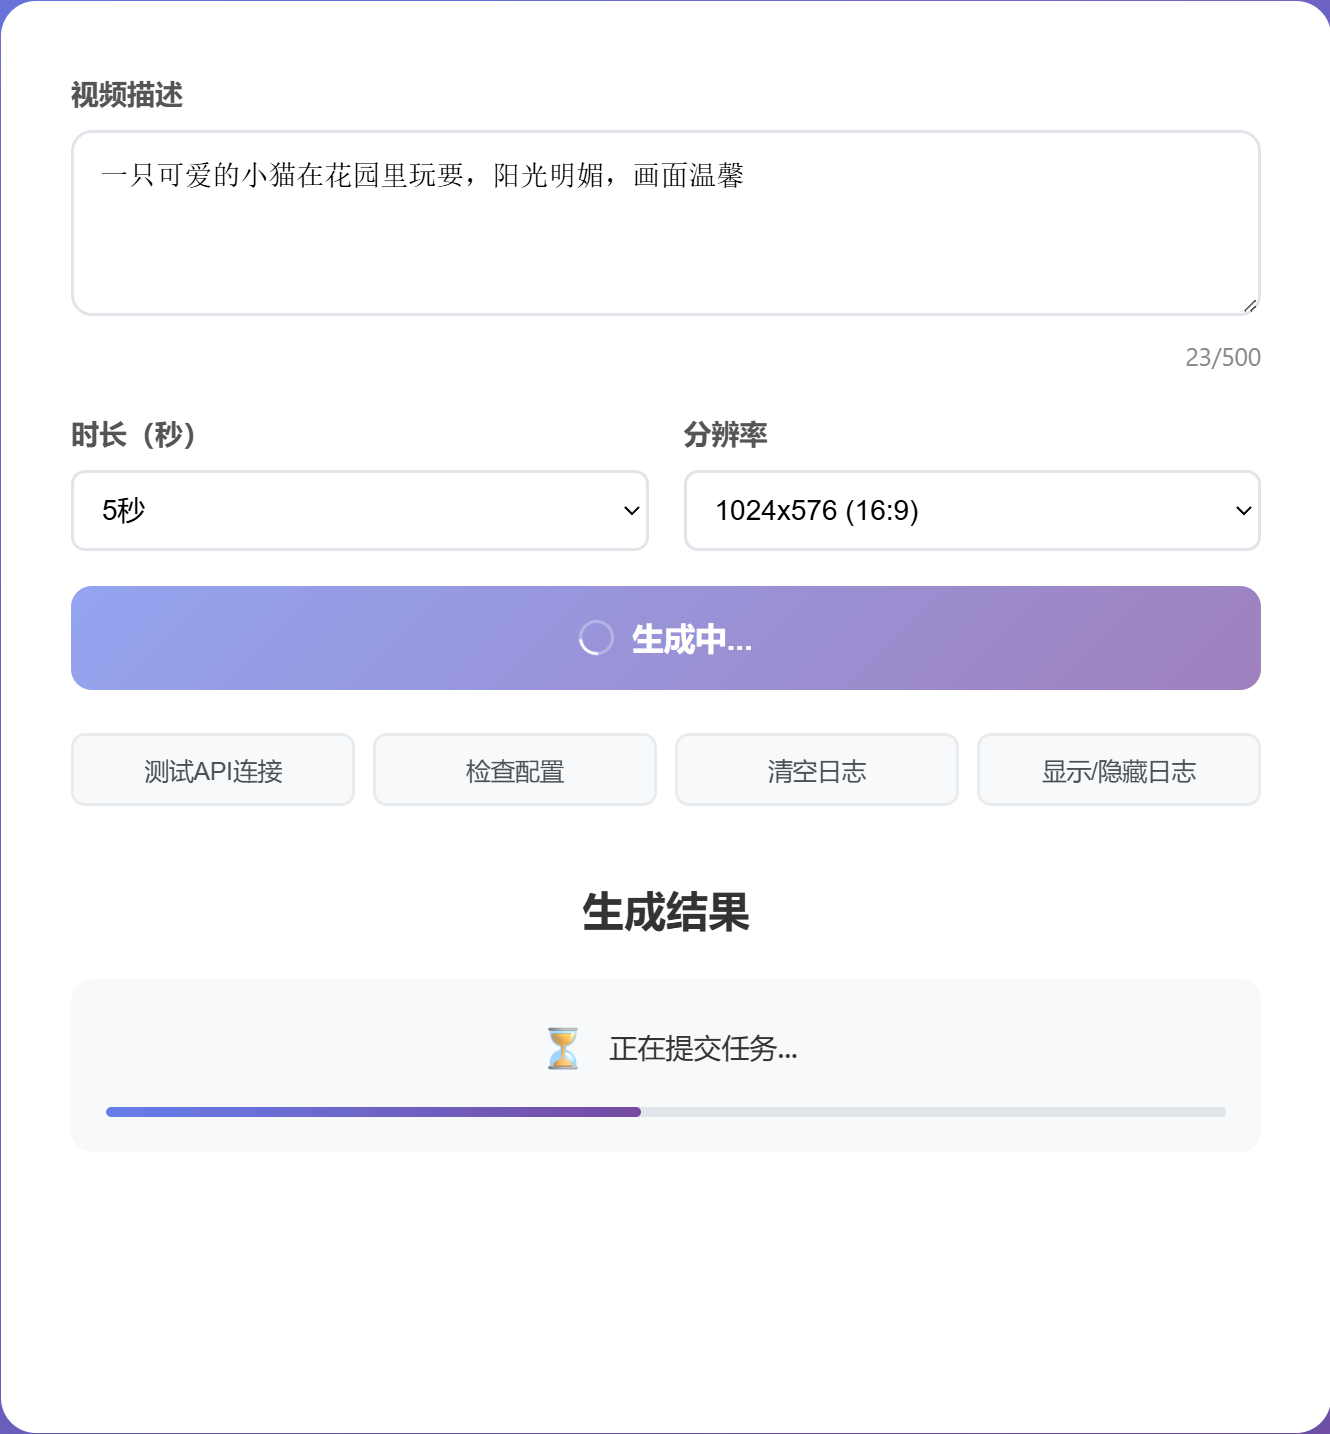 视频描述
一只可爱的小猫在花园里玩耍，阳光明媚，画面温馨
23/500
时长（秒）
分辨率
5秒
1024x576 (16:9)
生成中...
测试API连接
检查配置
清空日志
显示/隐藏日志
生成结果
正在提交任务...